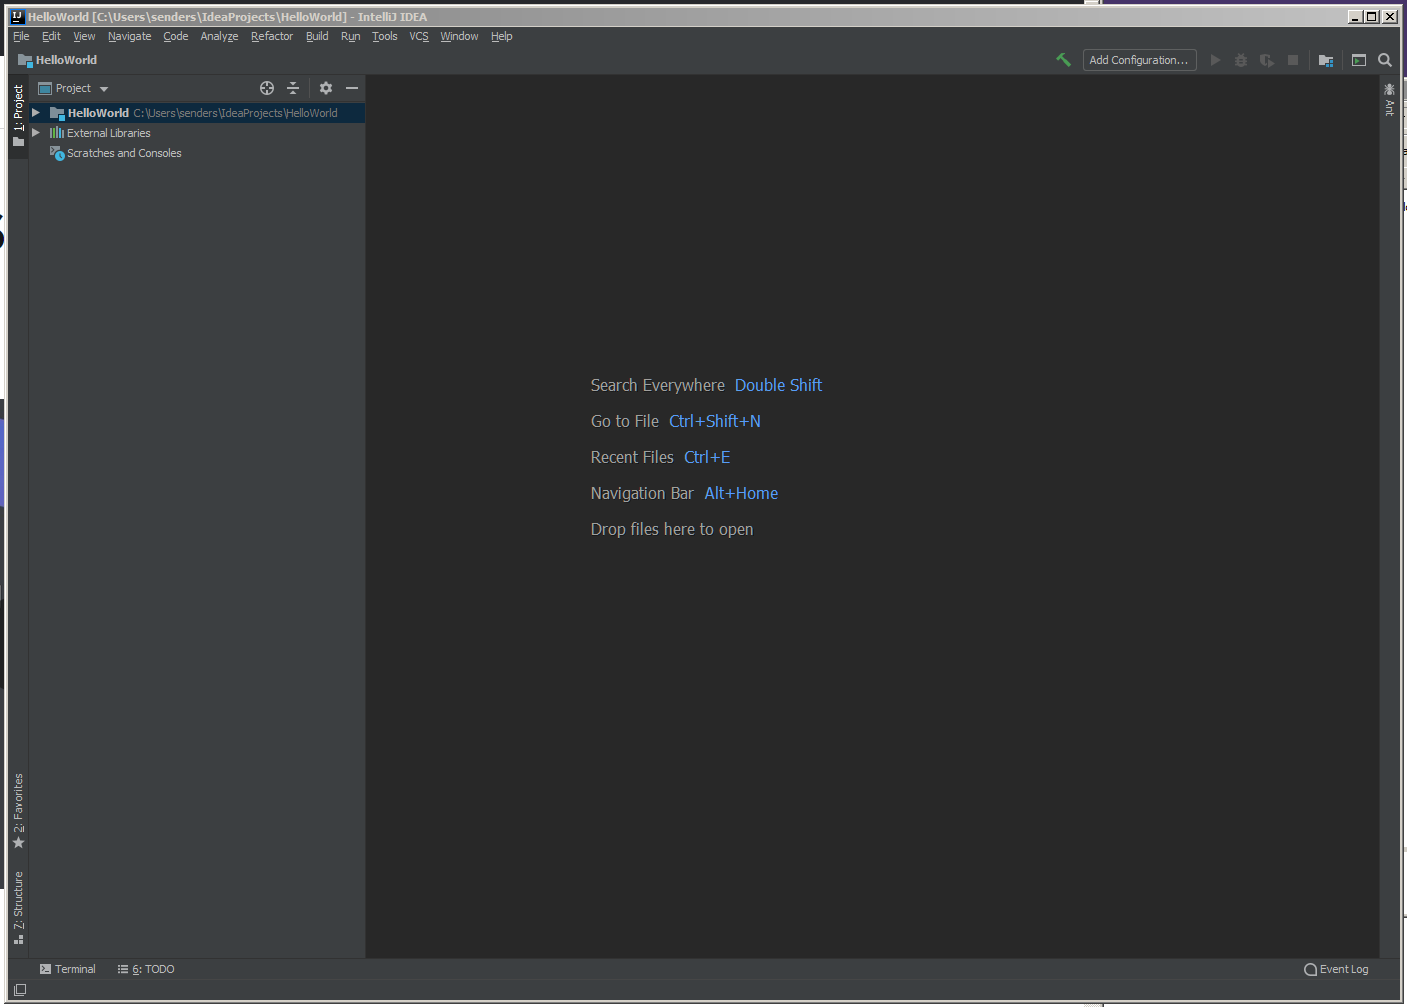 HelloWorld [C:\Users\senders\IdeaProjects\HelloWorld] - IntelliJ IDEA
File Edit View Navigate Code Analyze Refactor Build Run Tools VCS Window Help
HelloWorld
Add Configuration...
Project
1: Project
HelloWorld C:\Users\senders\IdeaProjects\HelloWorld
External Libraries
Scratches and Consoles
Ant
Search Everywhere Double Shift
Go to File Ctrl+Shift+N
Recent Files Ctrl+E
Navigation Bar Alt+Home
Drop files here to open
2: Favorites
7: Structure
Terminal 6: TODO
Event Log